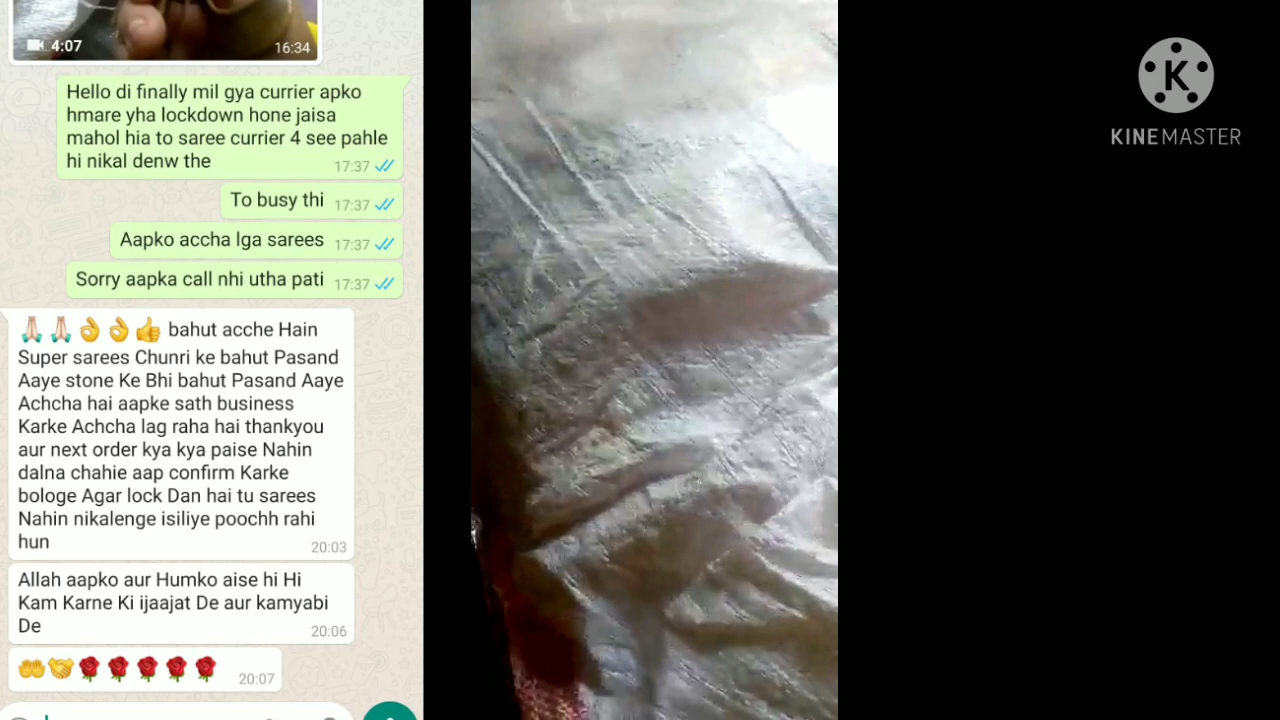 4:07
16:34
Hello di finally mil gya currier apko
hmare yha lockdown hone jaisa
mahol hia to saree currier 4 see pahle
hi nikal denw the
17:37
To busy thi 17:37
Aapko accha lga sarees 17:37
Sorry aapka call nhi utha pati 17:37
🙏🏻🙏🏻👌👌👍 bahut acche Hain
Super sarees Chunri ke bahut Pasand
Aaye stone Ke Bhi bahut Pasand Aaye
Achcha hai aapke sath business
Karke Achcha lag raha hai thankyou
aur next order kya kya paise Nahin
dalna chahie aap confirm Karke
bologe Agar lock Dan hai tu sarees
Nahin nikalenge isiliye poochh rahi
hun
20:03
Allah aapko aur Humko aise hi Hi
Kam Karne Ki ijaajat De aur kamyabi
De
20:06
🤲🤝🌹🌹🌹🌹🌹 20:07
K
KINEMASTER